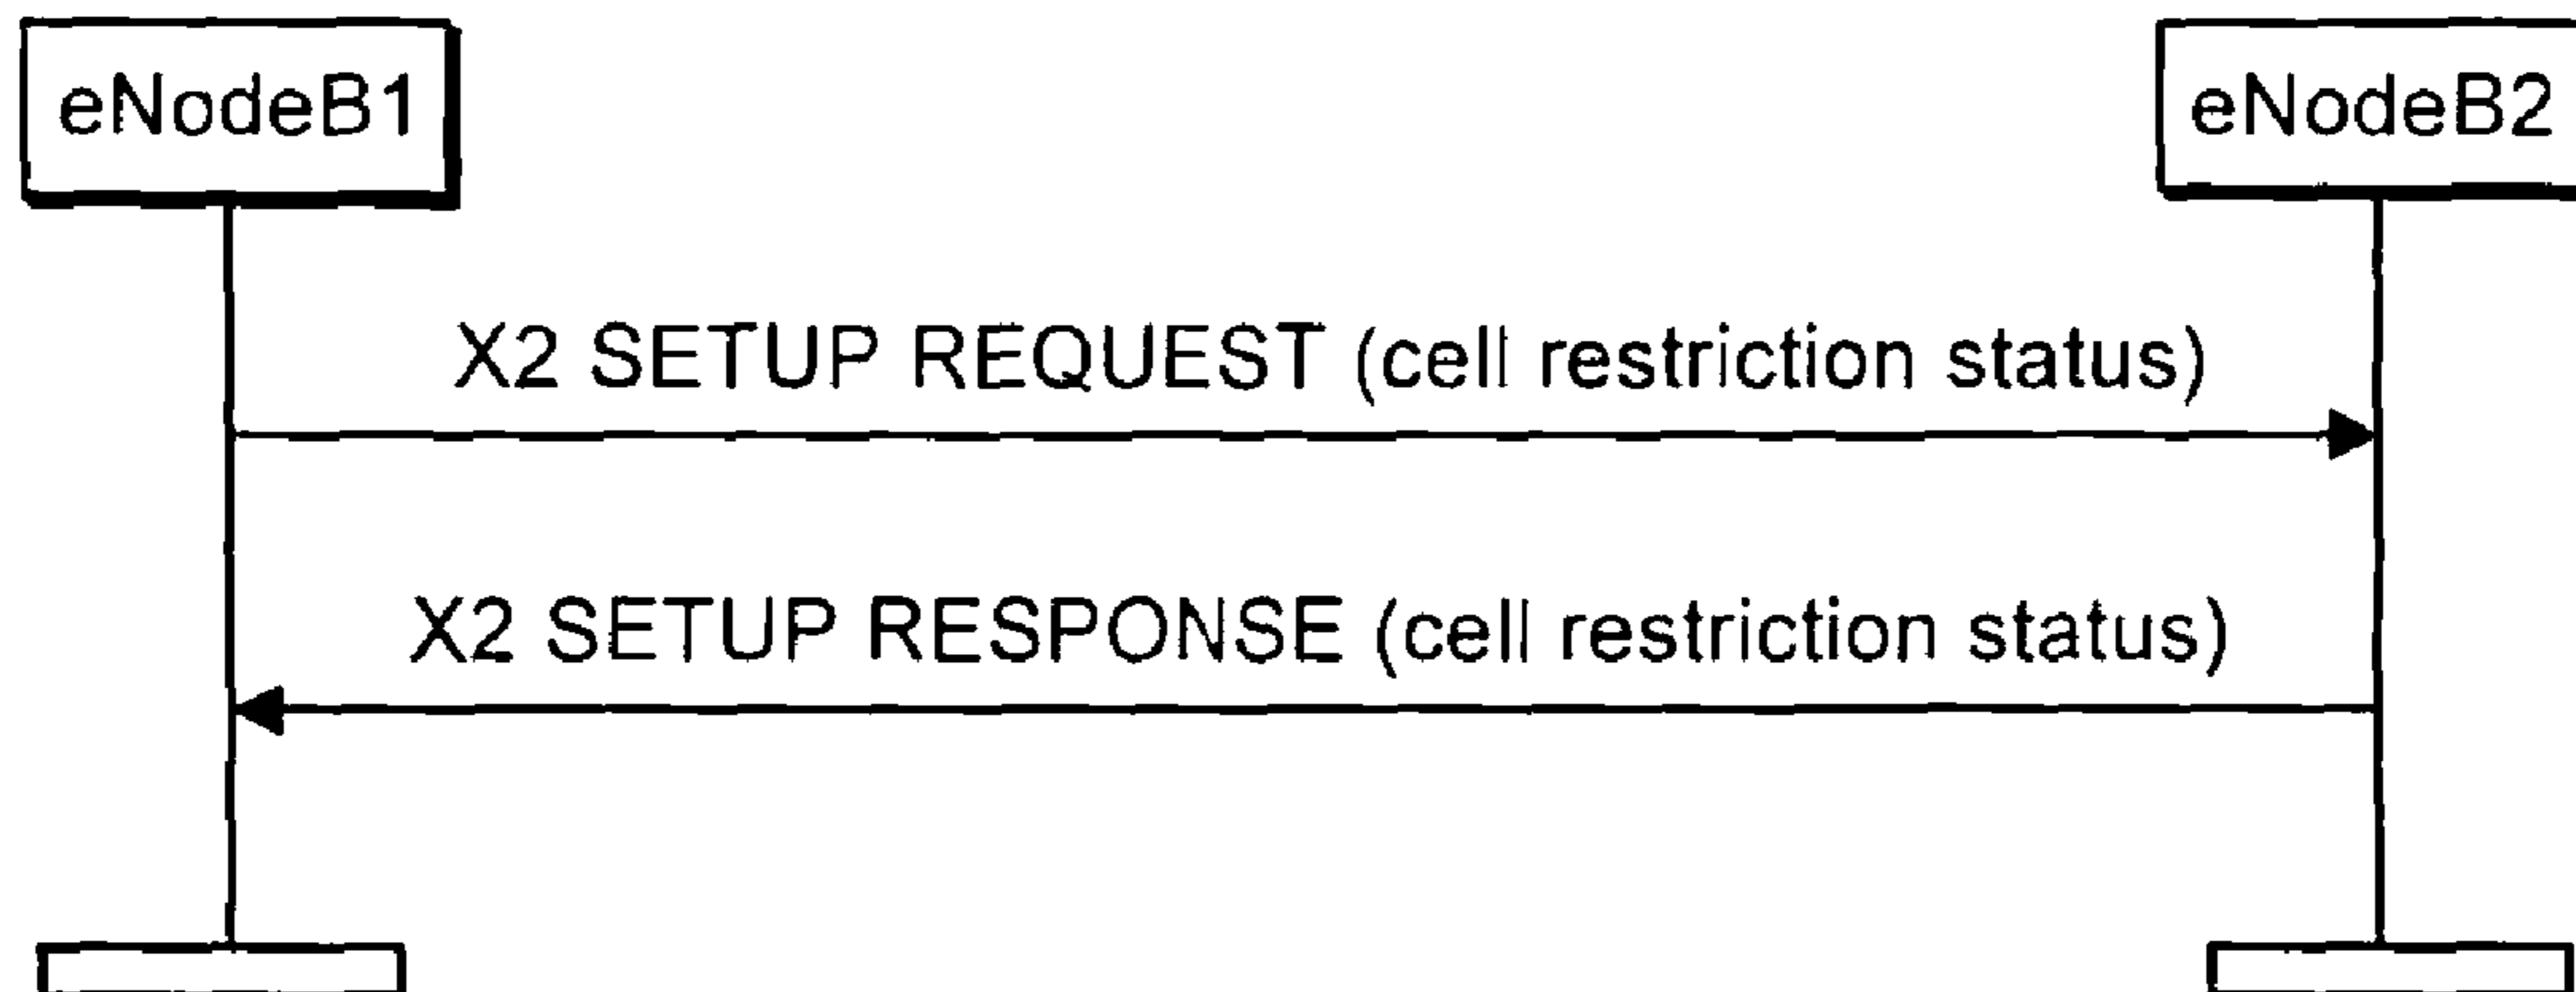 eNodeB1
eNodeB2
X2 SETUP REQUEST (cell restriction status)
X2 SETUP RESPONSE (cell restriction status)